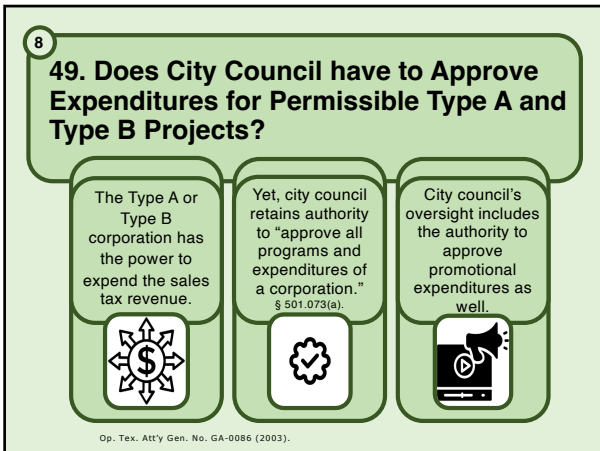 8
49. Does City Council have to Approve
Expenditures for Permissible Type A and
Type B Projects?
The Type A or
Type B
corporation has
the power to
expend the sales
tax revenue.
Yet, city council
retains authority
to “approve all
programs and
expenditures of
a corporation.”
§ 501.073(a).
City council’s
oversight includes
the authority to
approve
promotional
expenditures as
well.
$
Op. Tex. Att’y Gen. No. GA-0086 (2003).